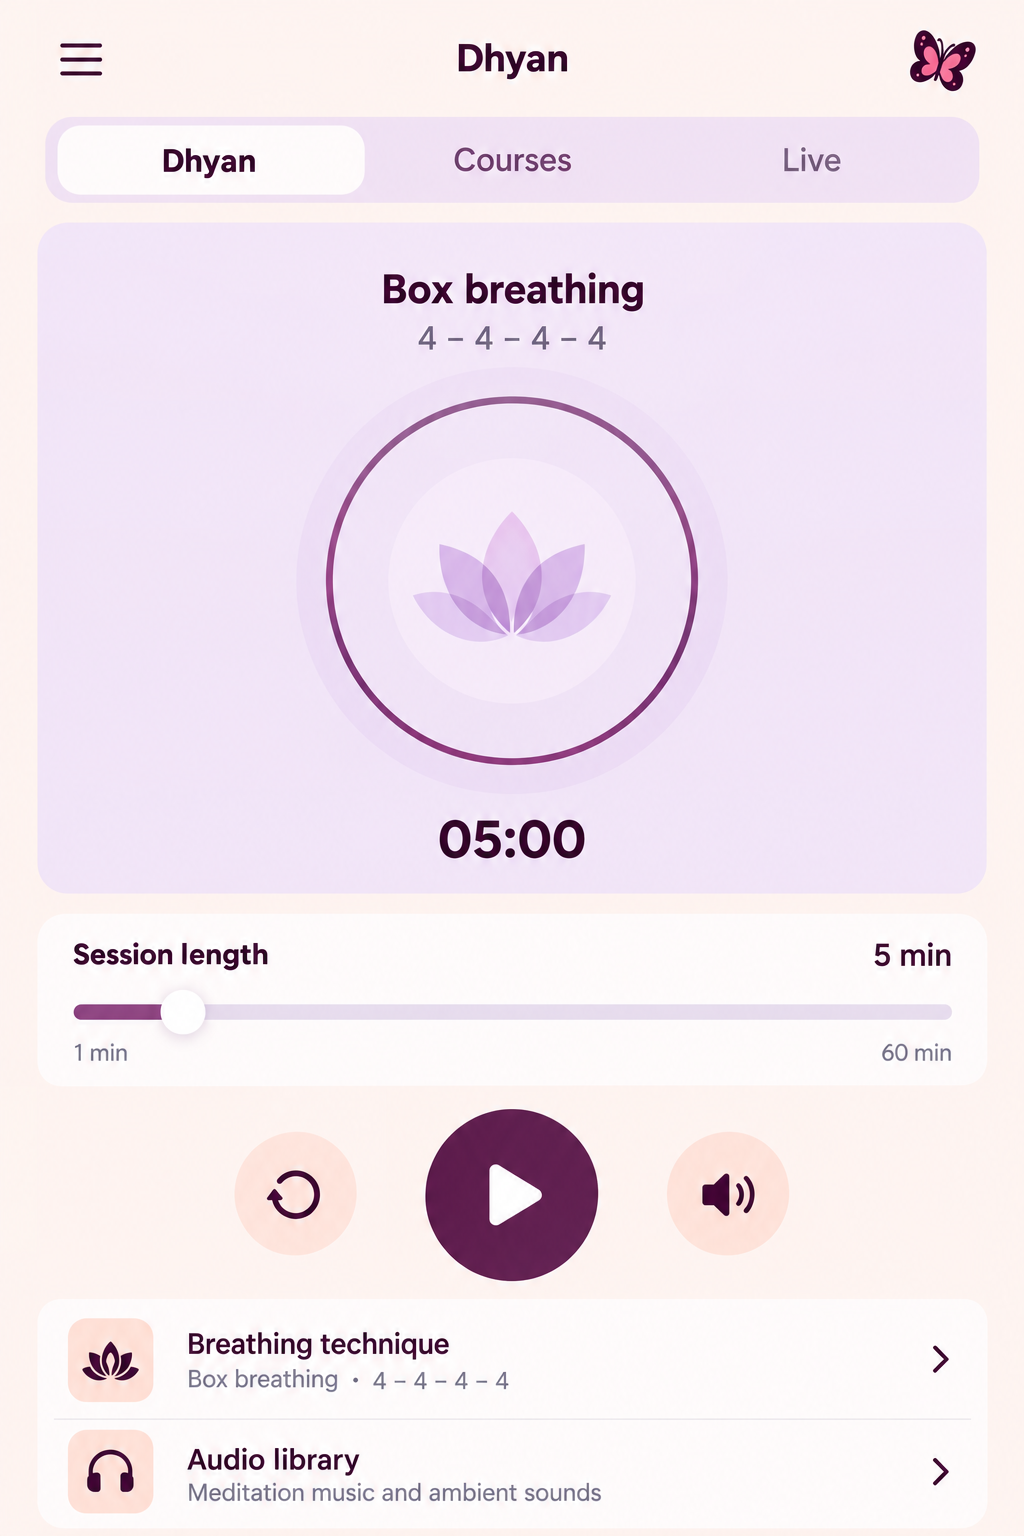 Dhyan
Dhyan
Courses
Live
Box breathing
4 – 4 – 4 – 4
05:00
Session length
5 min
1 min
60 min
Breathing technique
Box breathing • 4 – 4 – 4 – 4
Audio library
Meditation music and ambient sounds